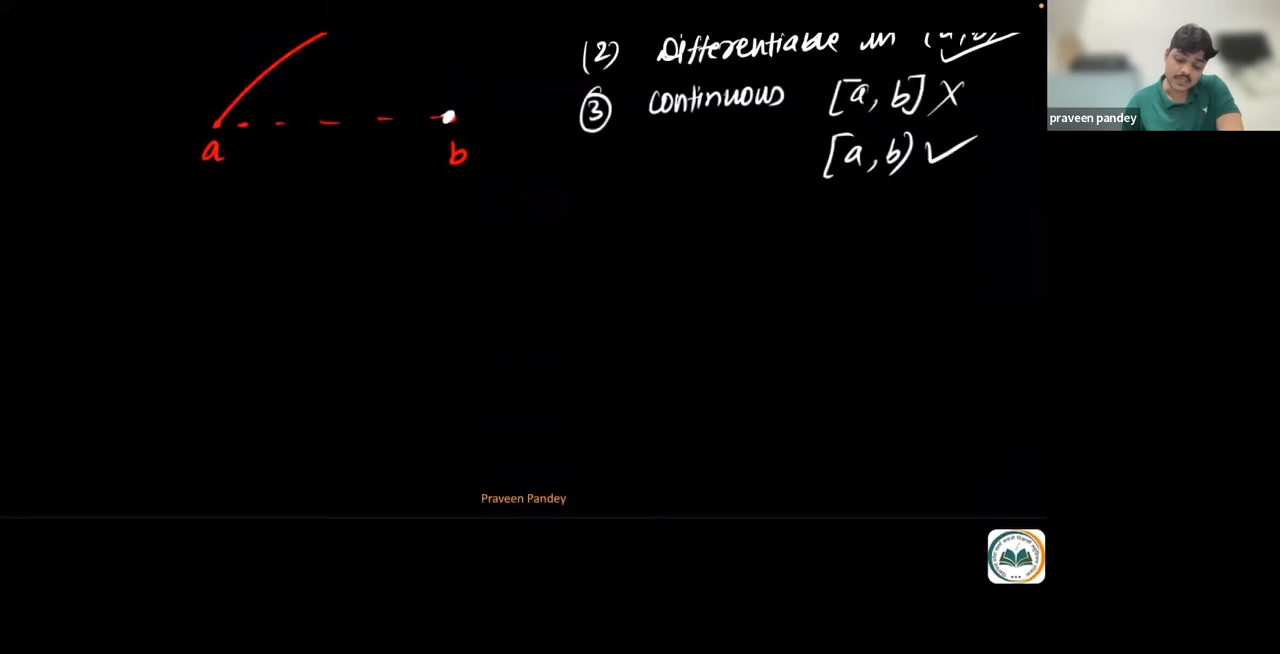 (2) Differentiable in (a,b)
③ continuous [a, b] X
[a, b) ✓
a
b
praveen pandey
Praveen Pandey